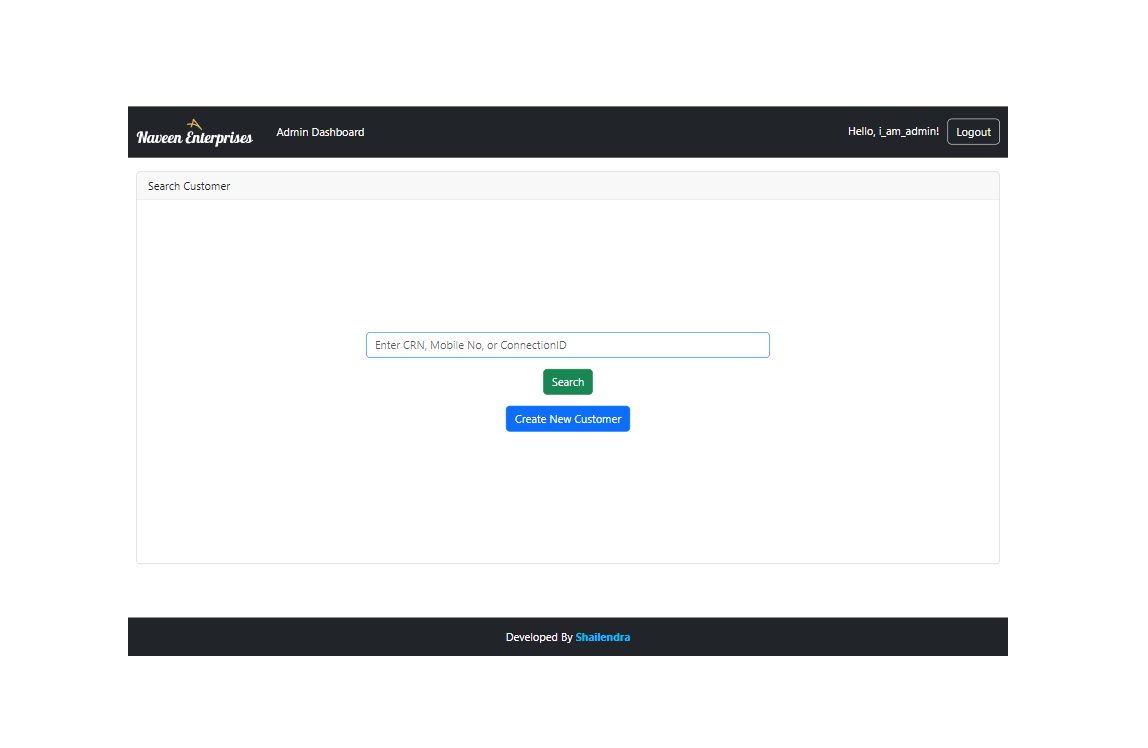 Naveen Enterprises
Admin Dashboard
Hello, i_am_admin!
Logout
Search Customer
Enter CRN, Mobile No, or ConnectionID
Search
Create New Customer
Developed By Shailendra